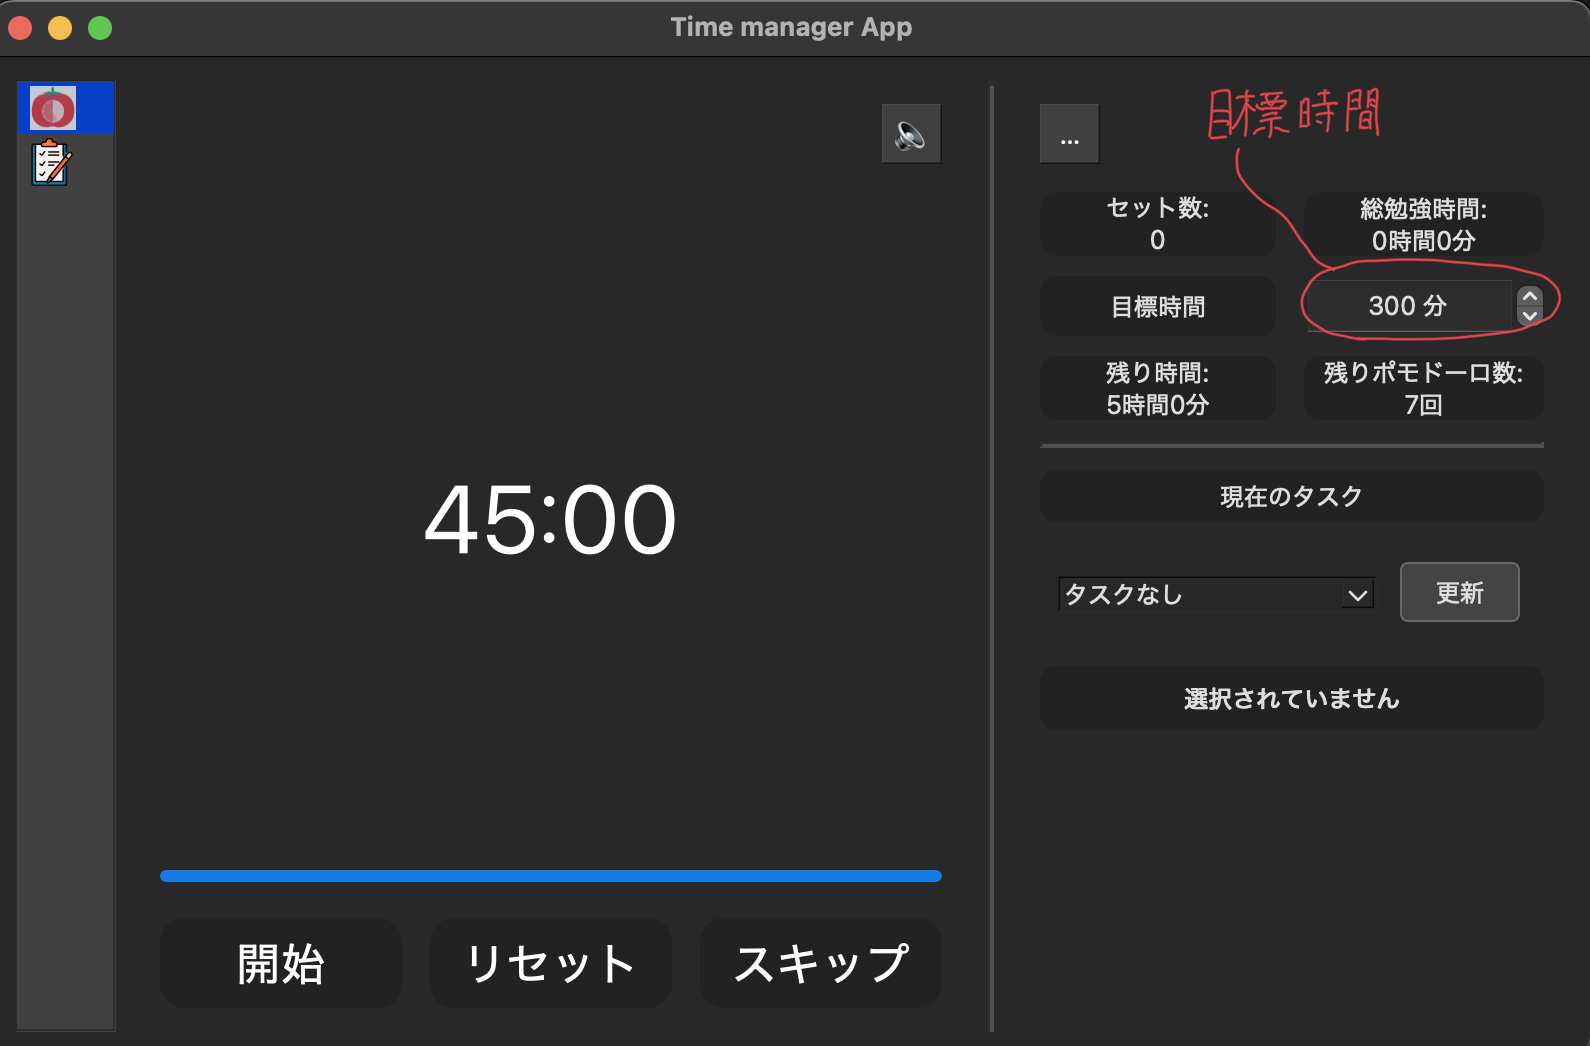 Time manager App
目標時間
...
セット数:
0
総勉強時間:
0時間0分
目標時間
300 分
残り時間:
5時間0分
残りポモドーロ数:
7回
45:00
現在のタスク
タスクなし
更新
選択されていません
開始
リセット
スキップ